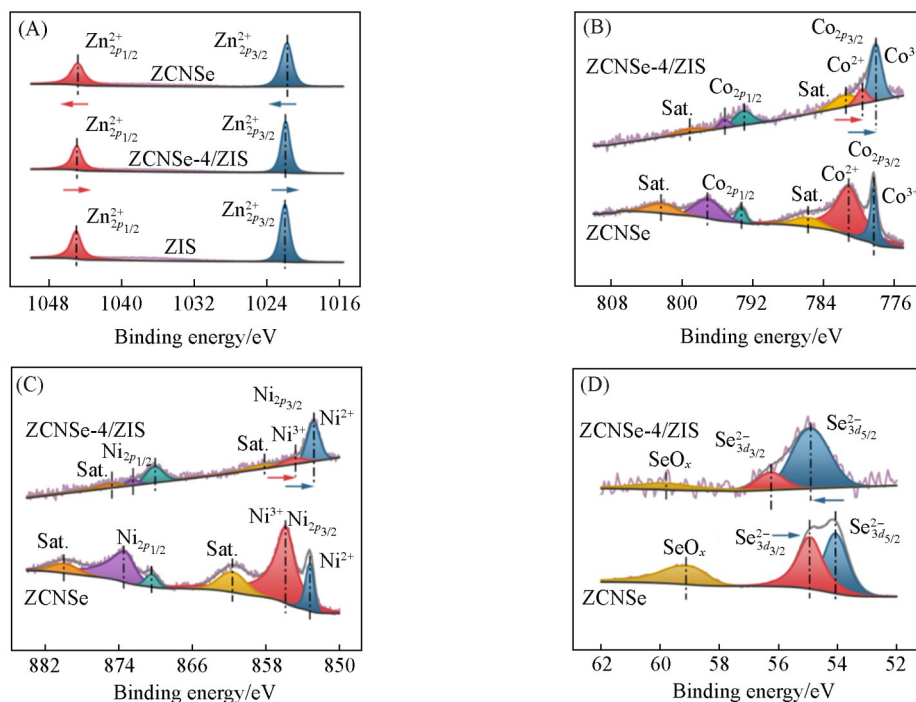 (A)
Zn2+ 2p1/2
Zn2+ 2p3/2
ZCNSe
Zn2+ 2p1/2
Zn2+ 2p3/2
ZCNSe-4/ZIS
Zn2+ 2p1/2
Zn2+ 2p3/2
ZIS
1048 1040 1032 1024 1016
Binding energy/eV
(B)
Co2p3/2
ZCNSe-4/ZIS
Co2+
Co3+
Sat.
Co2p1/2
Sat.
Co2p3/2
Co2+
Sat.
Co2p1/2
Sat.
Co3+
ZCNSe
808 800 792 784 776
Binding energy/eV
(C)
Ni2p3/2
ZCNSe-4/ZIS
Ni3+
Ni2+
Ni2p1/2
Sat.
Sat.
Ni3+
Ni2p3/2
Sat.
Ni2p1/2
Sat.
Ni2+
ZCNSe
882 874 866 858 850
Binding energy/eV
(D)
ZCNSe-4/ZIS
Se2- 3d3/2
Se2- 3d5/2
SeOx
Se2- 3d3/2
Se2- 3d5/2
SeOx
ZCNSe
62 60 58 56 54 52
Binding energy/eV